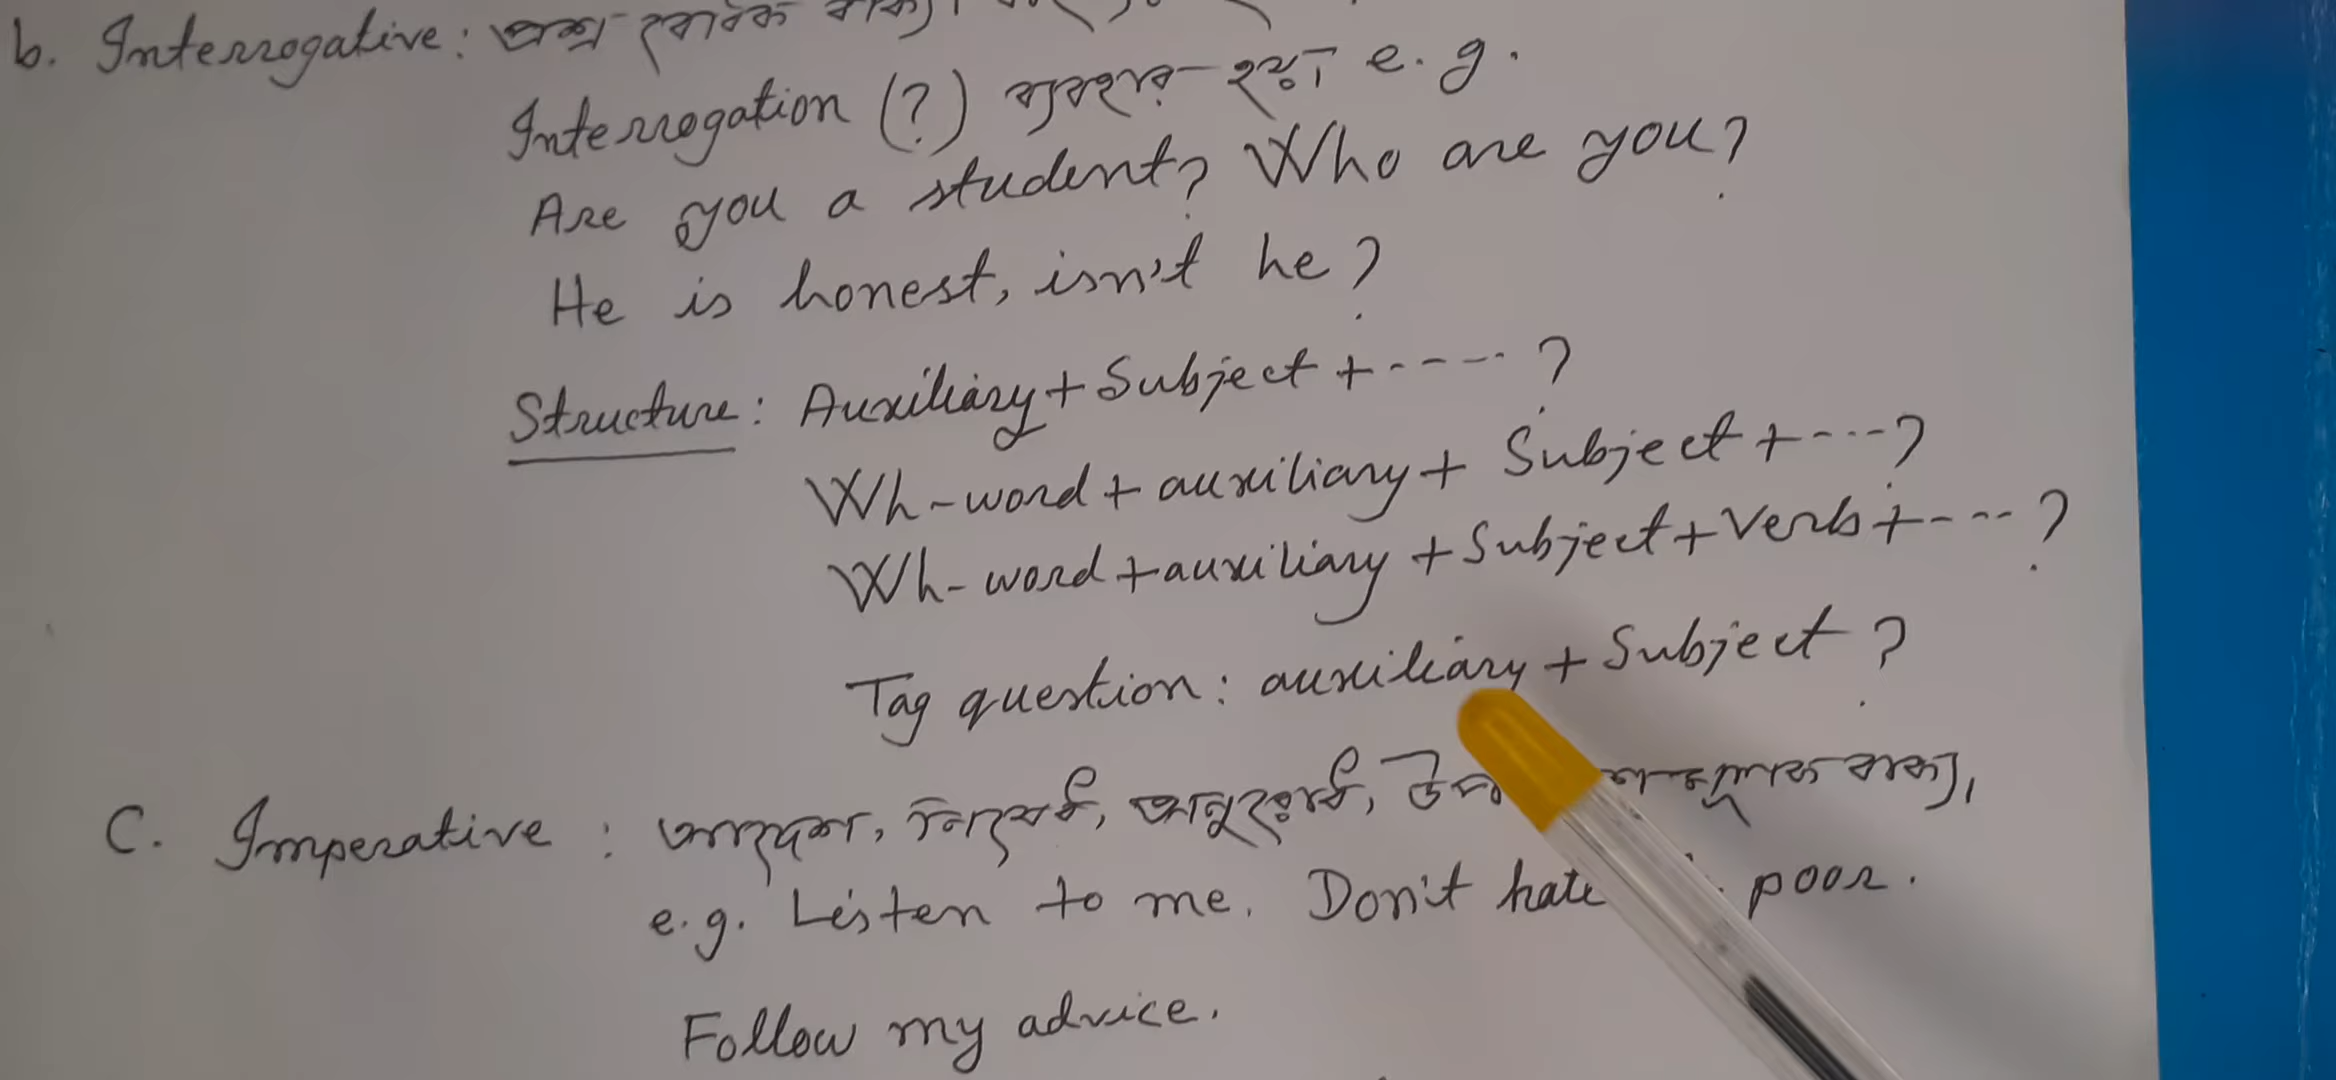 b. Interrogative: প্রশ্ন বোধক বাক্য।
Interrogation (?) ব্যবহার হয়। e.g.
Are you a student? Who are you?
He is honest, isn't he?
Structure: Auxiliary + Subject + ----- ?
Wh-word + auxiliary + Subject + ---- ?
Wh-word + auxiliary + Subject + Verb + ---- ?
Tag question: auxiliary + Subject ?
C. Imperative : আদেশ, নিষেধ, অনুরোধ, বাক্য।
e.g. Listen to me. Don't hate poor.
Follow my advice.